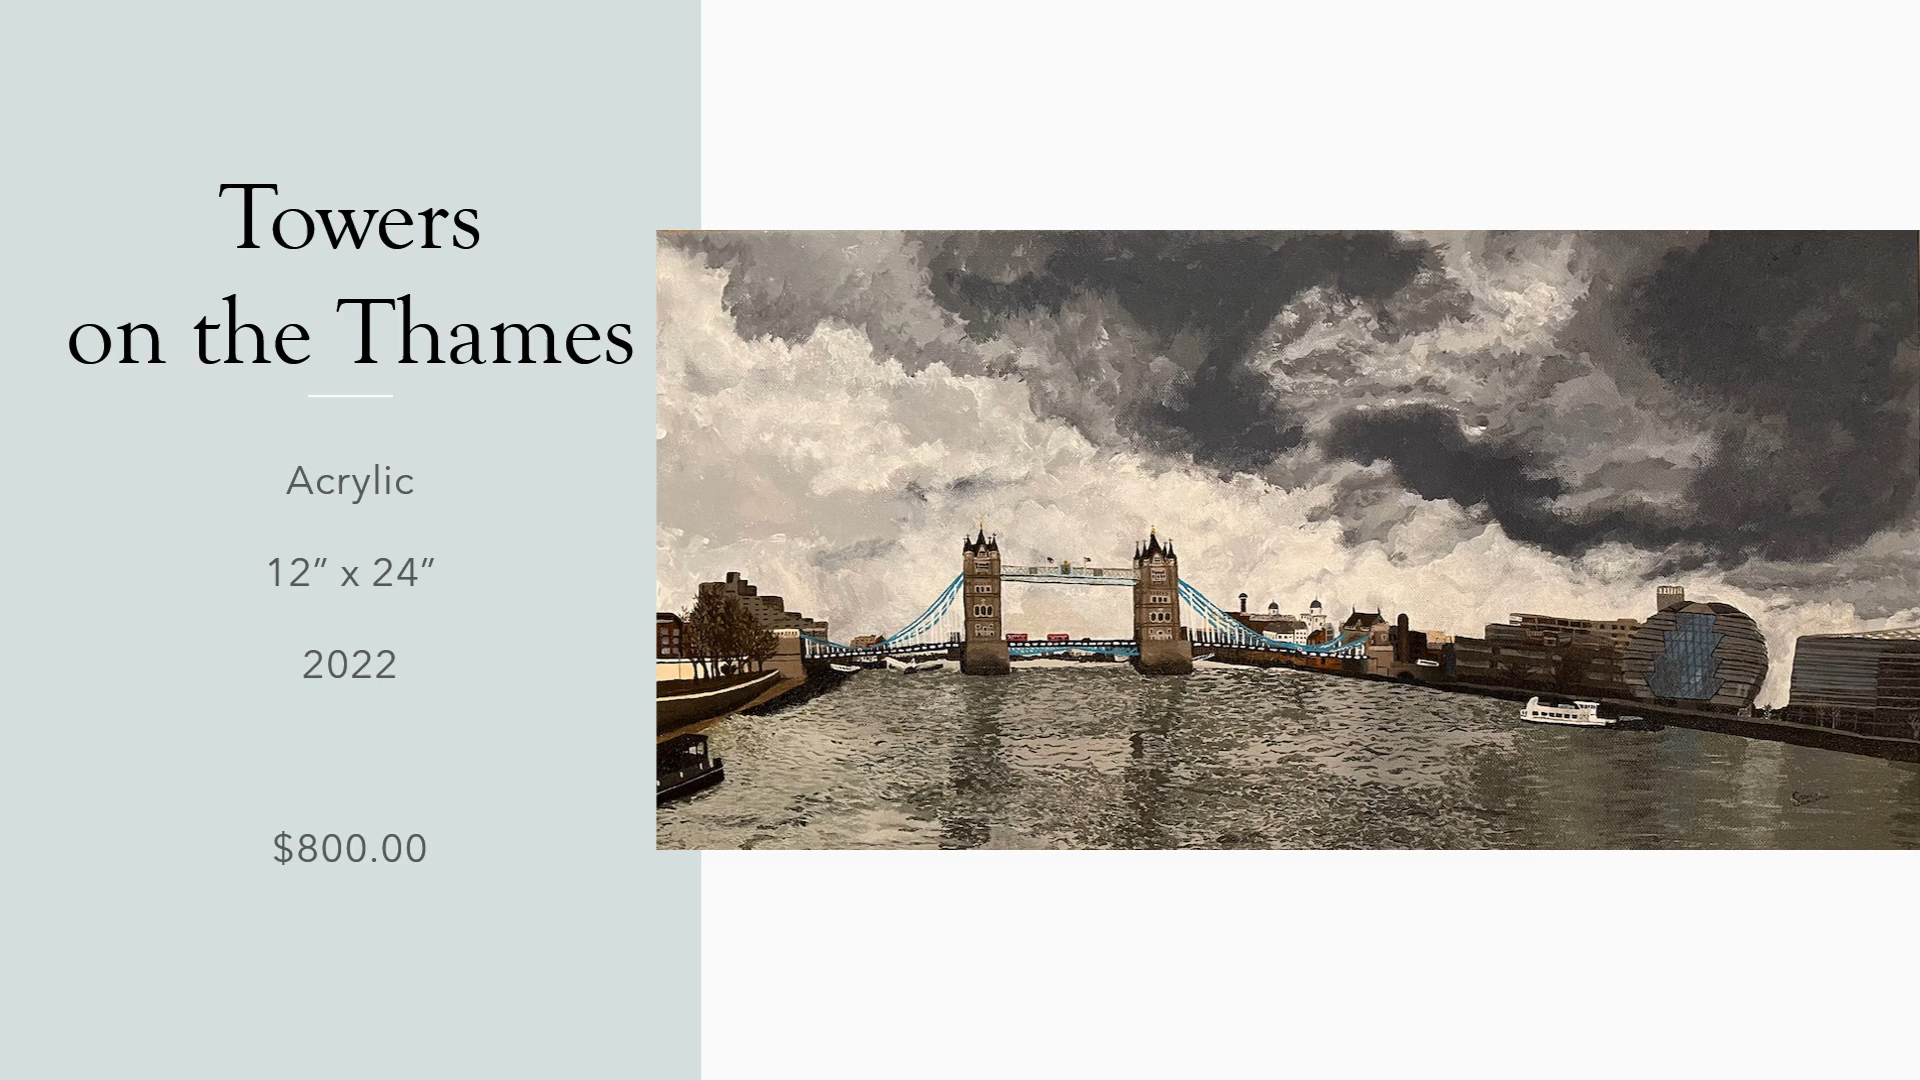 Towers
on the Thames
Acrylic
12” x 24”
2022
$800.00